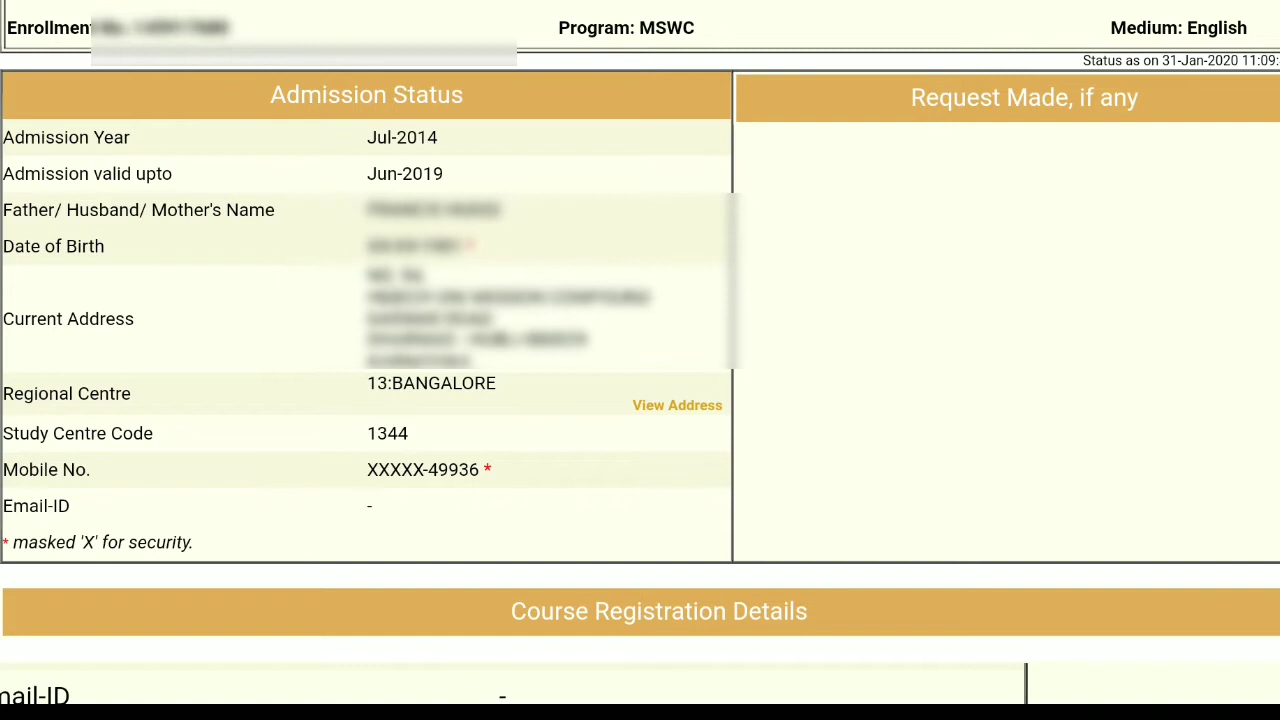 Enrollment
Program: MSWC
Medium: English
Status as on 31-Jan-2020 11:09:
Admission Status
Request Made, if any
Admission Year Jul-2014
Admission valid upto Jun-2019
Father/ Husband/ Mother's Name
Date of Birth
Current Address
Regional Centre 13:BANGALORE
View Address
Study Centre Code 1344
Mobile No. XXXXX-49936 *
Email-ID -
* masked 'X' for security.
Course Registration Details
mail-ID -